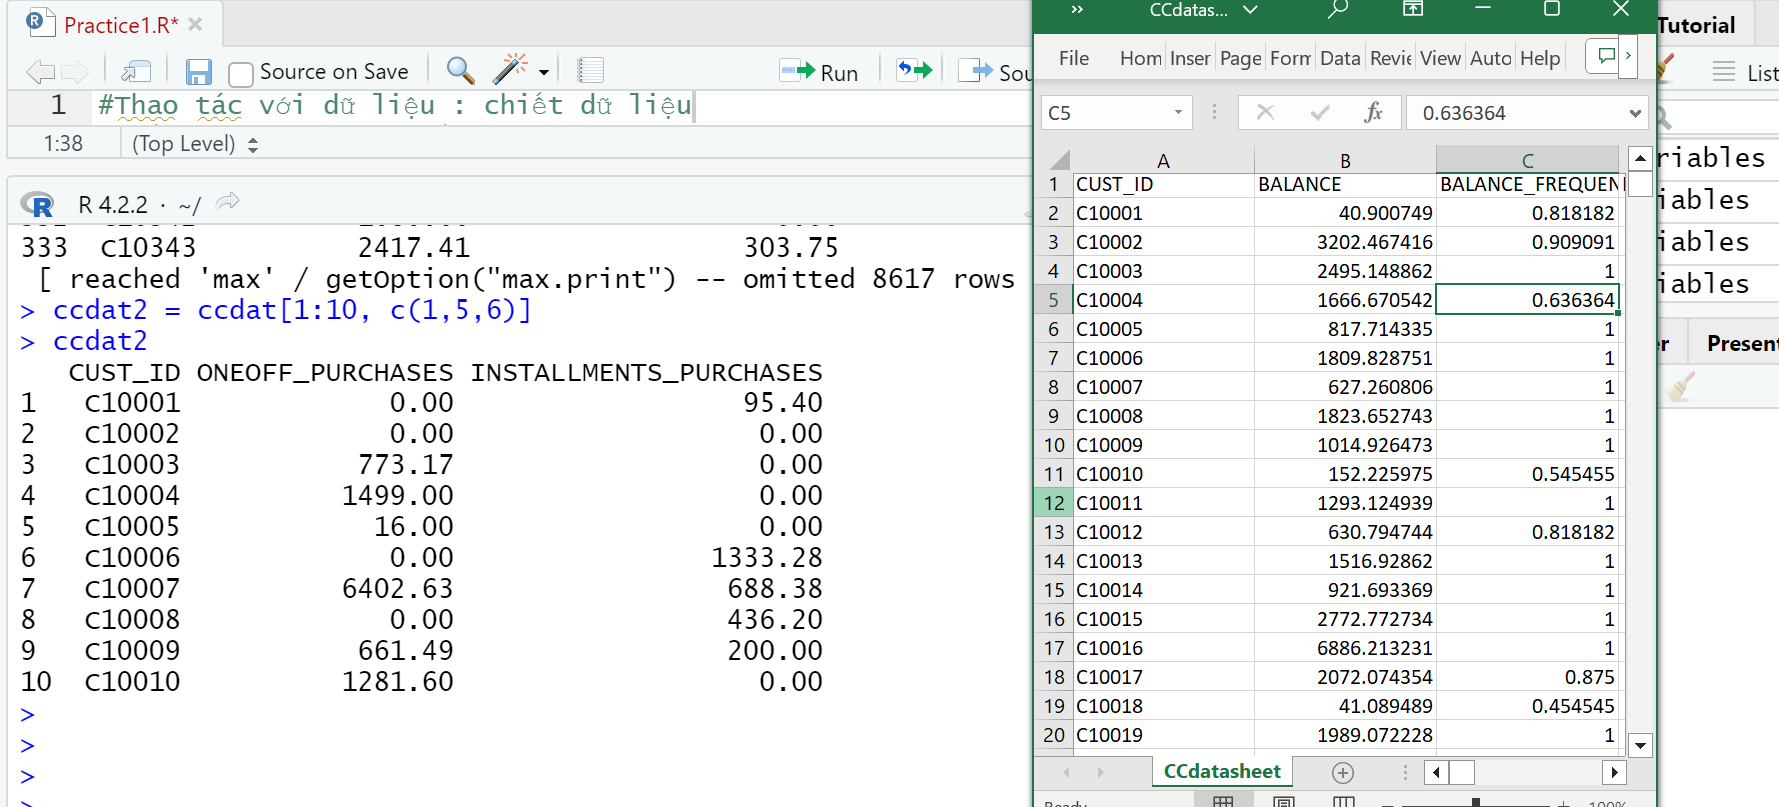 Practice1.R*
Source on Save
Run
1 #Thao tác với dữ liệu : chiết dữ liệu
1:38 (Top Level)
R 4.2.2 · ~/
333 C10343 2417.41 303.75
[ reached 'max' / getOption("max.print") -- omitted 8617 rows
> ccdat2 = ccdat[1:10, c(1,5,6)]
> ccdat2
CUST_ID ONEOFF_PURCHASES INSTALLMENTS_PURCHASES
1 C10001 0.00 95.40
2 C10002 0.00 0.00
3 C10003 773.17 0.00
4 C10004 1499.00 0.00
5 C10005 16.00 0.00
6 C10006 0.00 1333.28
7 C10007 6402.63 688.38
8 C10008 0.00 436.20
9 C10009 661.49 200.00
10 C10010 1281.60 0.00
>
>
>
>
» CCdatas...
File Hom Inser Page Form Data Revie View Auto Help
C5 fx 0.636364
A B C
1 CUST_ID BALANCE BALANCE_FREQUEN
2 C10001 40.900749 0.818182
3 C10002 3202.467416 0.909091
4 C10003 2495.148862 1
5 C10004 1666.670542 0.636364
6 C10005 817.714335 1
7 C10006 1809.828751 1
8 C10007 627.260806 1
9 C10008 1823.652743 1
10 C10009 1014.926473 1
11 C10010 152.225975 0.545455
12 C10011 1293.124939 1
13 C10012 630.794744 0.818182
14 C10013 1516.92862 1
15 C10014 921.693369 1
16 C10015 2772.772734 1
17 C10016 6886.213231 1
18 C10017 2072.074354 0.875
19 C10018 41.089489 0.454545
20 C10019 1989.072228 1
CCdatasheet
Tutorial
List
riables
iables
iables
iables
er Present